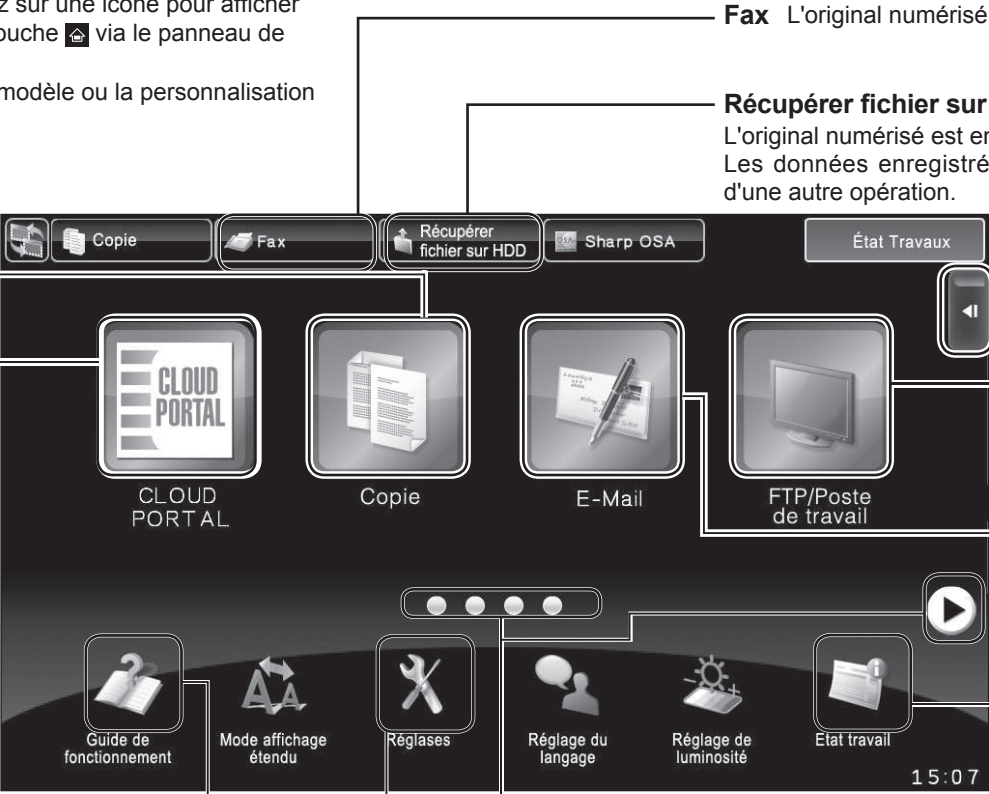 z sur une icône pour afficher
ouche via le panneau de
modèle ou la personnalisation
Fax L'original numérisé
Récupérer fichier sur
L'original numérisé est en
Les données enregistré
d'une autre opération.
Copie
Fax
Récupérer
fichier sur HDD
OSA
Sharp OSA
État Travaux
CLOUD
PORTAL
CLOUD
PORTAL
Copie
E-Mail
FTP/Poste
de travail
Guide de
fonctionnement
Mode affichage
étendu
Réglases
Réglage du
langage
Réglage de
luminosité
Etat travail
15:07